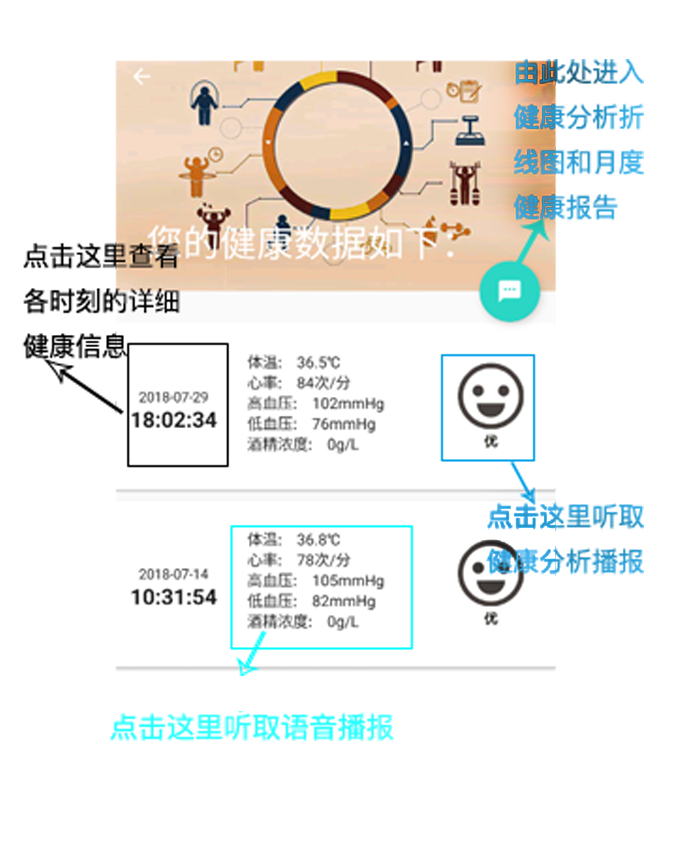 由此处进入
健康分析折
线图和月度
健康报告
您的健康数据如下：
点击这里查看
各时刻的详细
健康信息
2018-07-29
18:02:34
体温: 36.5℃
心率: 84次/分
高血压: 102mmHg
低血压: 76mmHg
酒精浓度: 0g/L
优
点击这里听取
健康分析播报
2018-07-14
10:31:54
体温: 36.8℃
心率: 78次/分
高血压: 105mmHg
低血压: 82mmHg
酒精浓度: 0g/L
优
点击这里听取语音播报